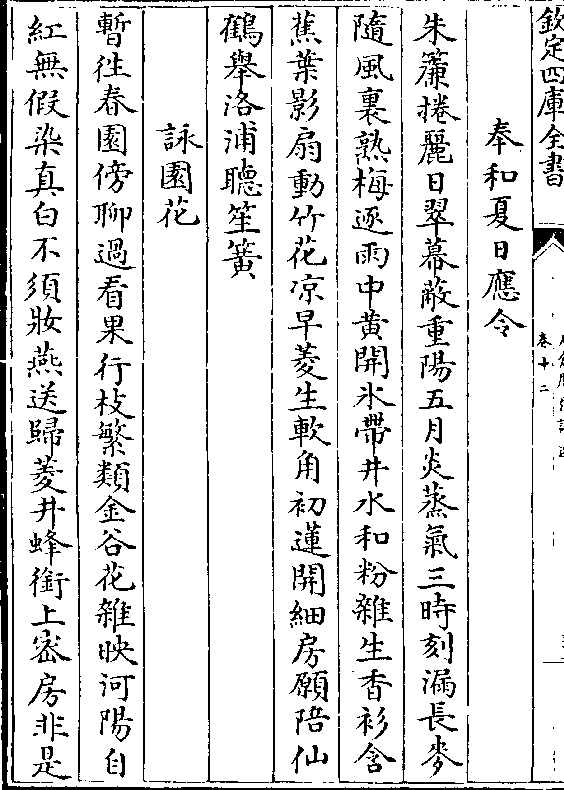 欽定四庫全書
卷十二
奉和夏日應令
朱簾捲麗日翠幕蔽重陽五月炎蒸氣三時刻漏長麥
隨風裏熟梅逐雨中黄開氷帶井水和粉雜生香衫含
蕉葉影扇動竹花凉早菱生軟角初蓮開細房願陪仙
鶴舉洛浦聽笙簧
詠園花
暫徃春園傍聊過看果行枝繁類金谷花雜映河陽自
紅無假染真白不須妝燕送歸菱井蜂銜上密房非是